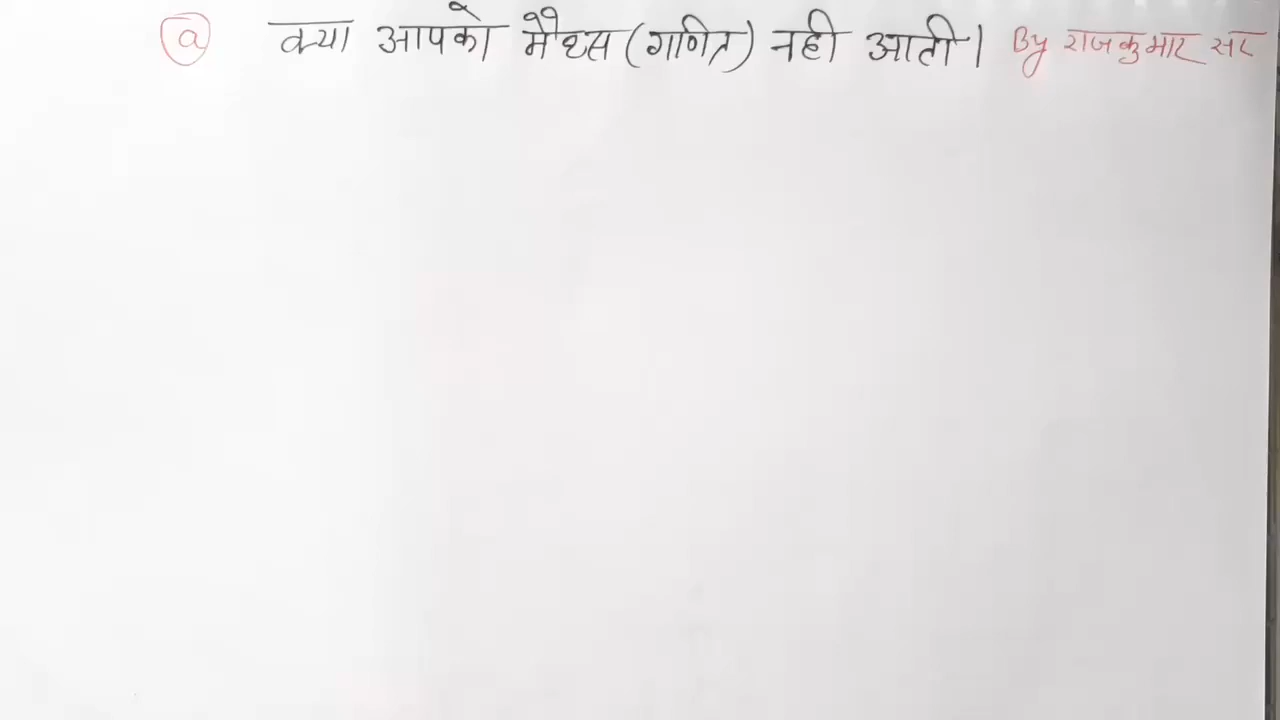 a क्या आपको मैथ्स (गणित) नही आती। By राजकुमार सर